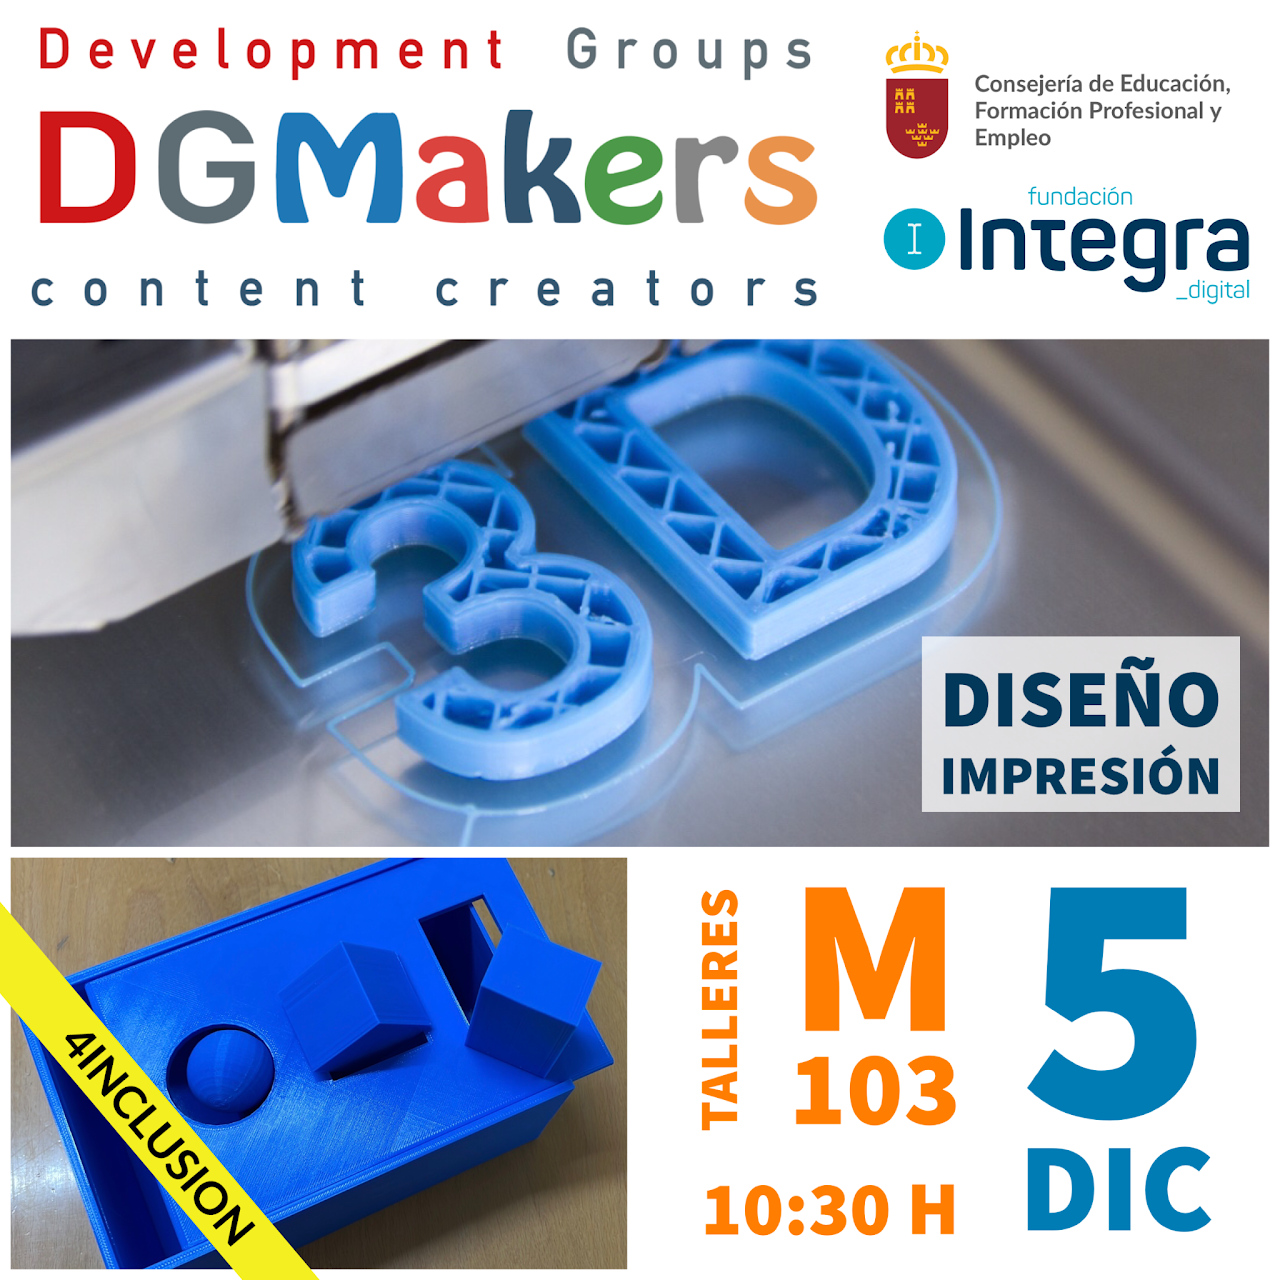 Development Groups
DGMakers
content creators
Consejería de Educación,
Formación Profesional y
Empleo
fundación
Integra
_digital
3D
DISEÑO
IMPRESIÓN
4INCLUSION
TALLERES
M
103
10:30 H
5
DIC